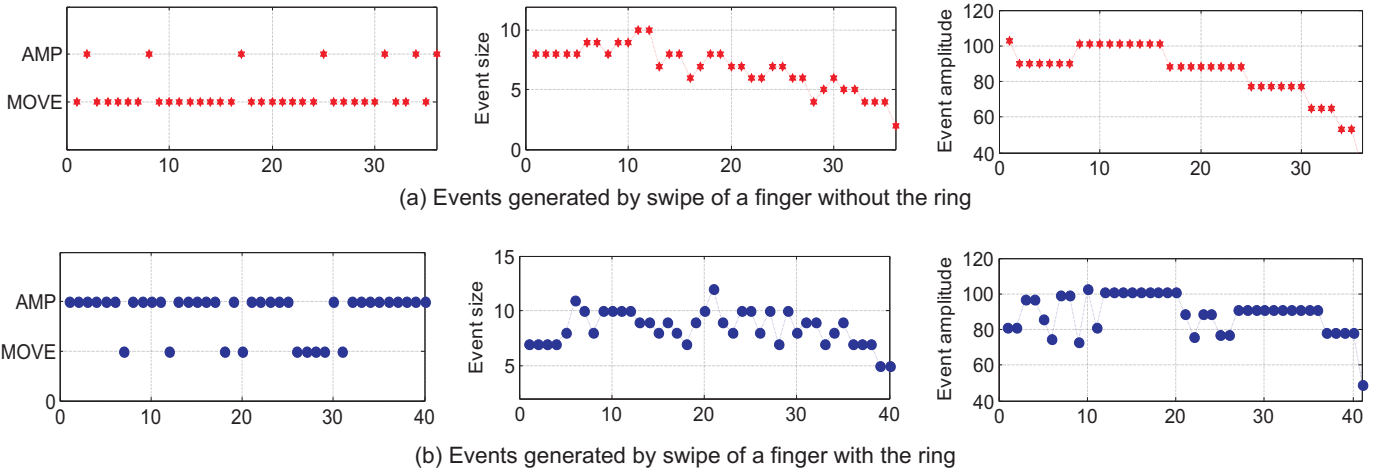 AMP
MOVE
0 10 20 30
Event size
10
5
0
0 10 20 30
Event amplitude
120
100
80
60
40
0 10 20 30
(a) Events generated by swipe of a finger without the ring
AMP
MOVE
0
0 10 20 30 40
Event size
15
10
5
0 10 20 30 40
Event amplitude
120
100
80
60
40
0 10 20 30 40
(b) Events generated by swipe of a finger with the ring